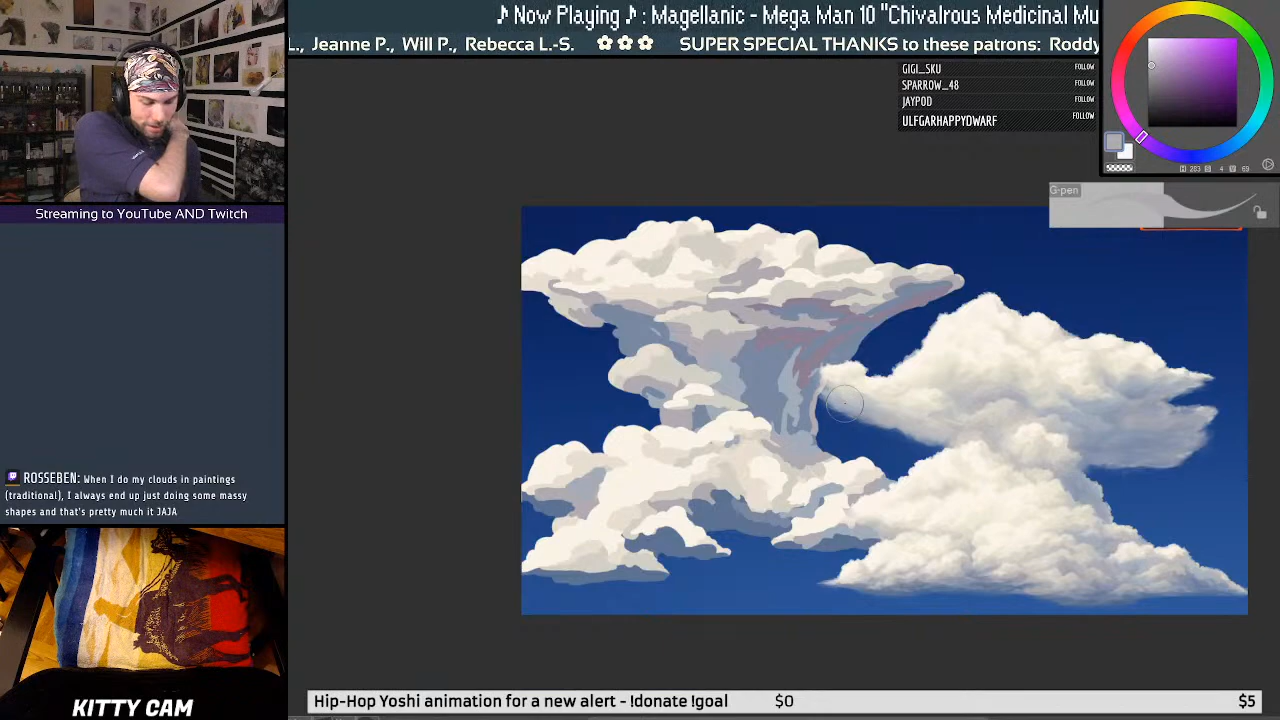 ♪ Now Playing ♪ : Magellanic - Mega Man 10 "Chivalrous Medicinal Mu
L., Jeanne P., Will P., Rebecca L.-S. ✿ ✿ ✿ SUPER SPECIAL THANKS to these patrons: Roddy
GIGI_SKU FOLLOW
SPARROW_48 FOLLOW
JAYPOD FOLLOW
ULFGARHAPPYDWARF FOLLOW
G-pen
Streaming to YouTube AND Twitch
ROSSEBEN: When I do my clouds in paintings
(traditional), I always end up just doing some massy
shapes and that's pretty much it JAJA
KITTY CAM
Hip-Hop Yoshi animation for a new alert - !donate !goal $0 $5